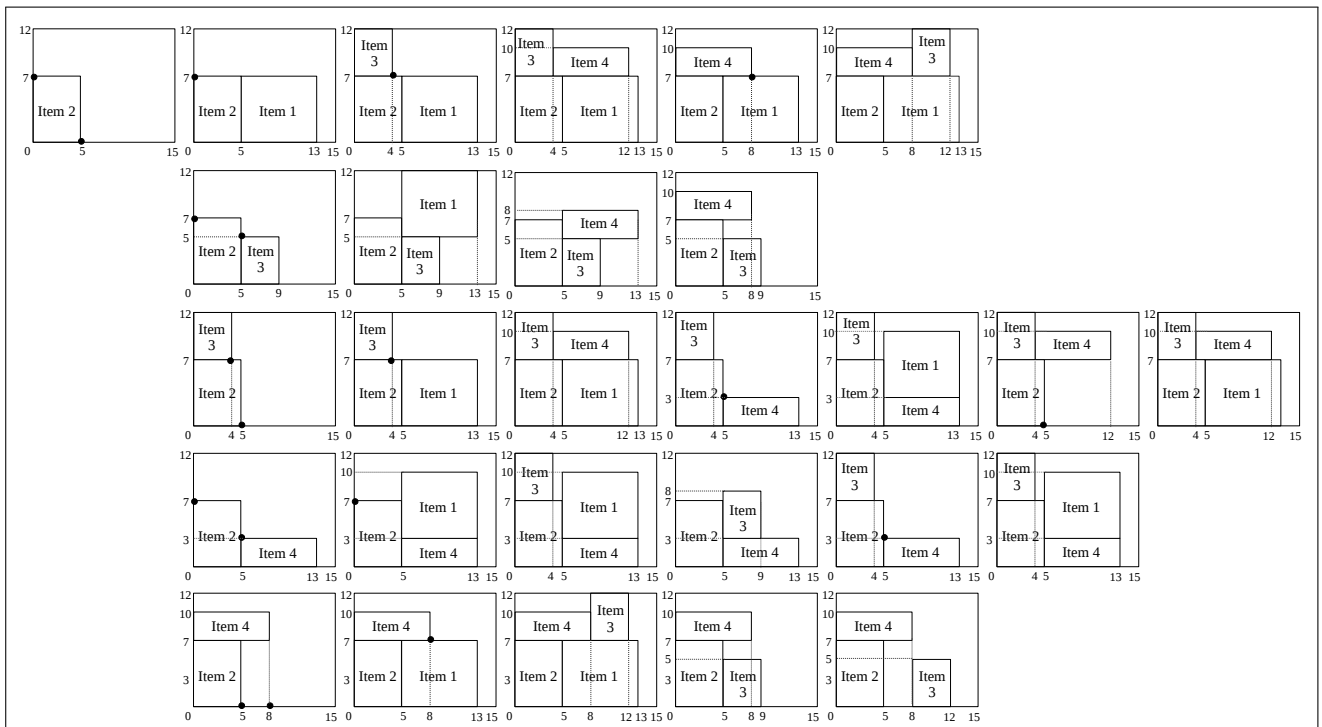 12
7
Item 2
0 5 15
12
7
Item 2 Item 1
0 5 13 15
12
Item
3
7
Item 2 Item 1
0 4 5 13 15
12
Item
10
3 Item 4
7
Item 2 Item 1
0 4 5 12 13 15
12
10
Item 4
7
Item 2 Item 1
0 5 8 13 15
12
Item
10
Item 4 3
7
Item 2 Item 1
0 5 8 12 13 15
12
7
5
Item 2 Item
3
0 5 9 15
12
Item 1
7
5
Item 2 Item
3
0 5 9 13 15
12
8
7 Item 4
5
Item 2 Item
3
0 5 9 13 15
12
10
Item 4
7
5
Item 2 Item
3
0 5 8 9 15
12
Item
3
7
Item 2
0 4 5 15
12
Item
3
7
Item 2 Item 1
0 4 5 13 15
12
Item
10
3 Item 4
7
Item 2 Item 1
0 4 5 12 13 15
12
Item
3
7
Item 2
3
Item 4
0 4 5 13 15
12
Item
10
3
7 Item 1
Item 2
3
Item 4
0 4 5 13 15
12
Item
10
3 Item 4
7
Item 2
0 4 5 12 15
12
Item
10
3 Item 4
7
Item 2 Item 1
0 4 5 12 15
12
7
Item 2
3
Item 4
0 5 13 15
12
10
7 Item 1
Item 2
3
Item 4
0 5 13 15
12
Item
10
3
7 Item 1
Item 2
3
Item 4
0 4 5 13 15
12
8
7 Item
3
Item 2
3
Item 4
0 5 9 13 15
12
Item
3
7
Item 2
3
Item 4
0 4 5 13 15
12
Item
10
3
7 Item 1
Item 2
3
Item 4
0 4 5 13 15
12
10
Item 4
7
Item 2
3
0 5 8 15
12
10
Item 4
7
Item 2 Item 1
3
0 5 8 13 15
12
Item
10
Item 4 3
7
Item 2 Item 1
3
0 5 8 12 13 15
12
10
Item 4
7
5
Item 2 Item
3
0 5 8 9 15
12
10
Item 4
7
5
Item 2 Item
3
0 5 8 12 15